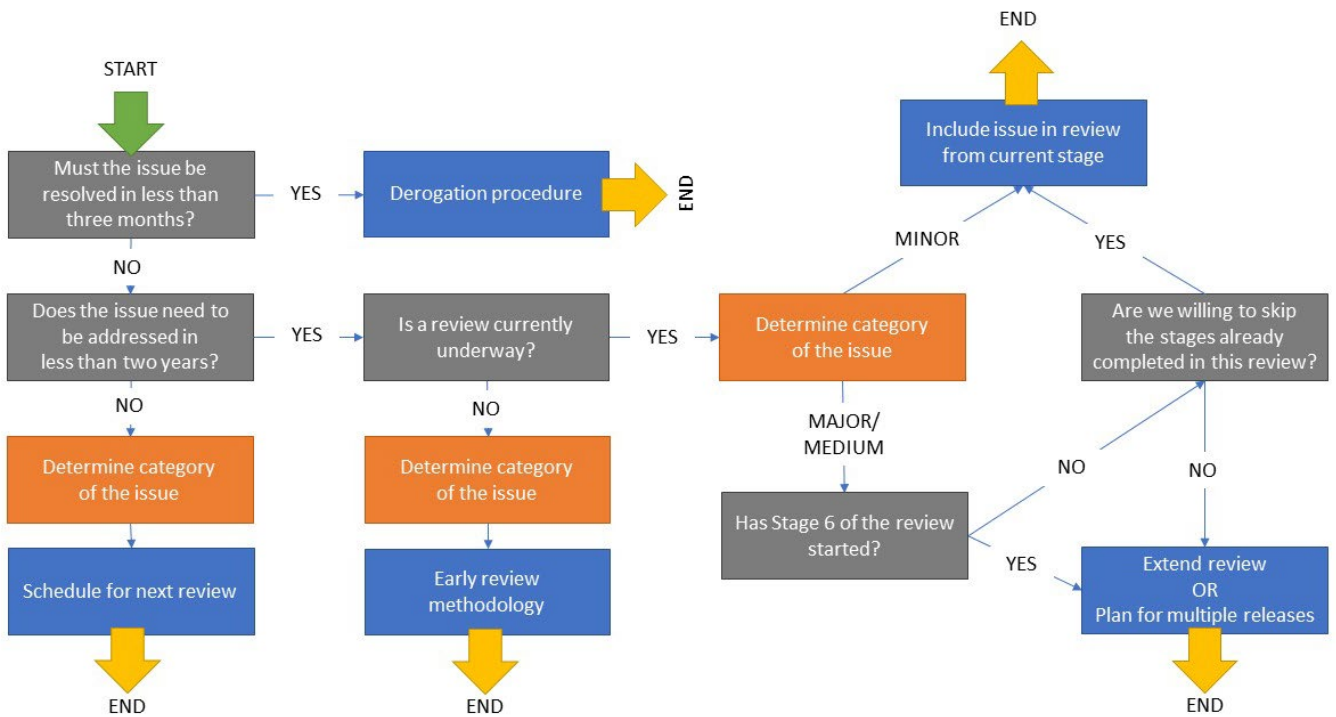 END
START
Must the issue be
resolved in less than
three months?
YES
Derogation procedure
END
Include issue in review
from current stage
NO
MINOR
YES
Does the issue need to
be addressed in
less than two years?
YES
Is a review currently
underway?
YES
Determine category
of the issue
Are we willing to skip
the stages already
completed in this review?
NO
NO
MAJOR/
MEDIUM
NO
NO
Determine category
of the issue
Determine category
of the issue
Has Stage 6 of the review
started?
YES
Schedule for next review
Early review
methodology
Extend review
OR
Plan for multiple releases
END
END
END